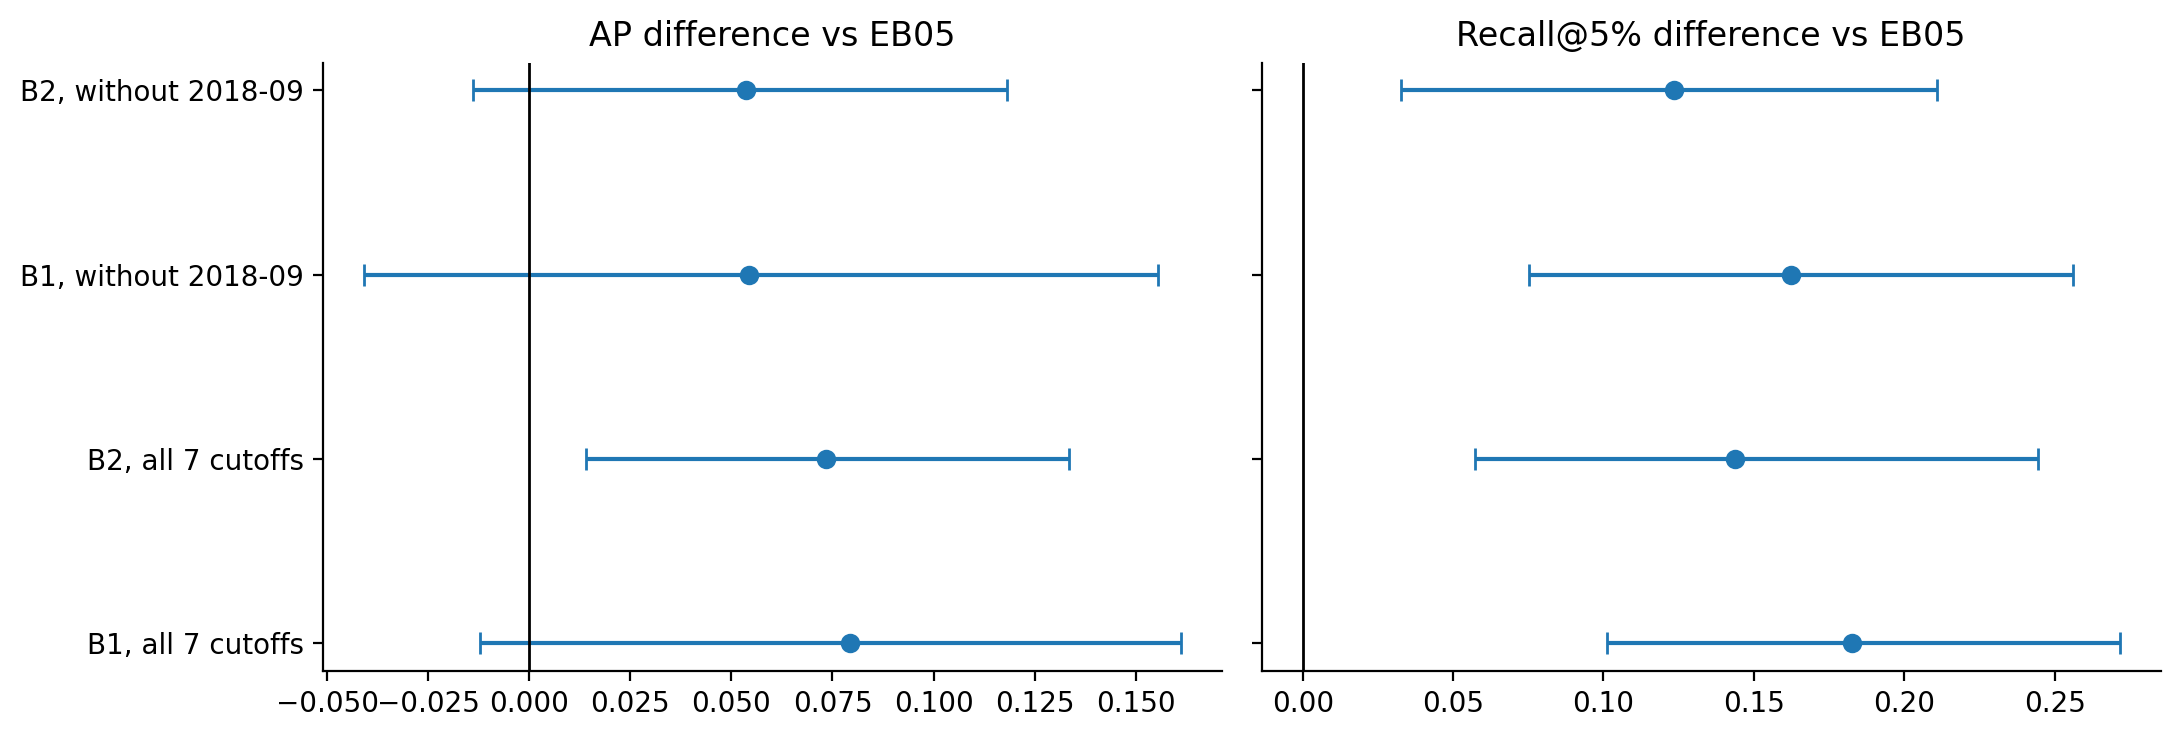 AP difference vs EB05
B2, without 2018-09
B1, without 2018-09
B2, all 7 cutoffs
B1, all 7 cutoffs
−0.050 −0.025 0.000 0.025 0.050 0.075 0.100 0.125 0.150
Recall@5% difference vs EB05
0.00 0.05 0.10 0.15 0.20 0.25